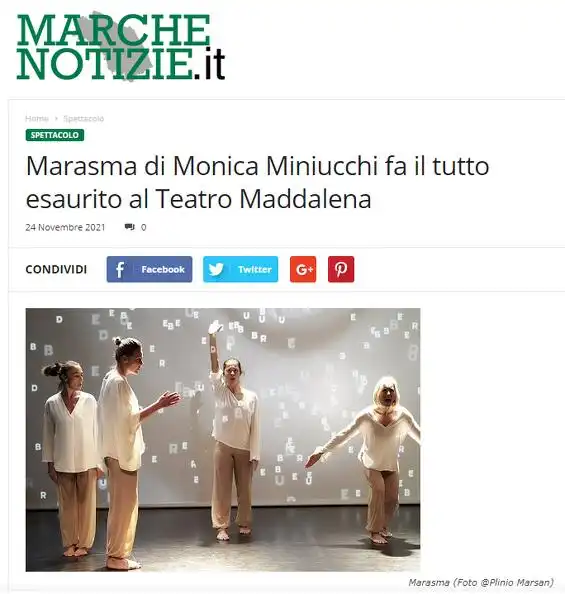 MARCHE
NOTIZIE.it
Home › Spettacolo
SPETTACOLO
Marasma di Monica Miniucchi fa il tutto
esaurito al Teatro Maddalena
24 Novembre 2021 0
CONDIVIDI f Facebook Twitter G+
Marasma (Foto @Plinio Marsan)